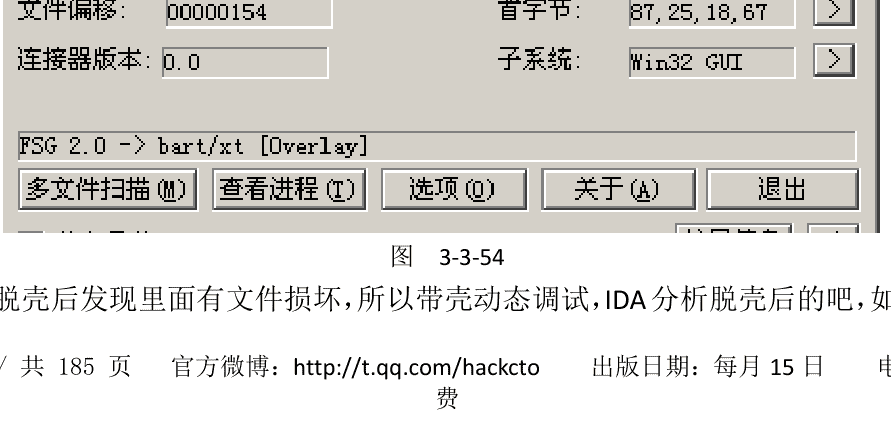 文件偏移: 00000154 首字节: 87,25,18,67 >
连接器版本: 0.0 子系统: Win32 GUI >
FSG 2.0 -> bart/xt [Overlay]
多文件扫描(M) 查看进程(T) 选项(O) 关于(A) 退出
图 3-3-54
脱壳后发现里面有文件损坏，所以带壳动态调试，IDA 分析脱壳后的吧，如
/ 共 185 页 官方微博：http://t.qq.com/hackcto 出版日期：每月 15 日 电
费